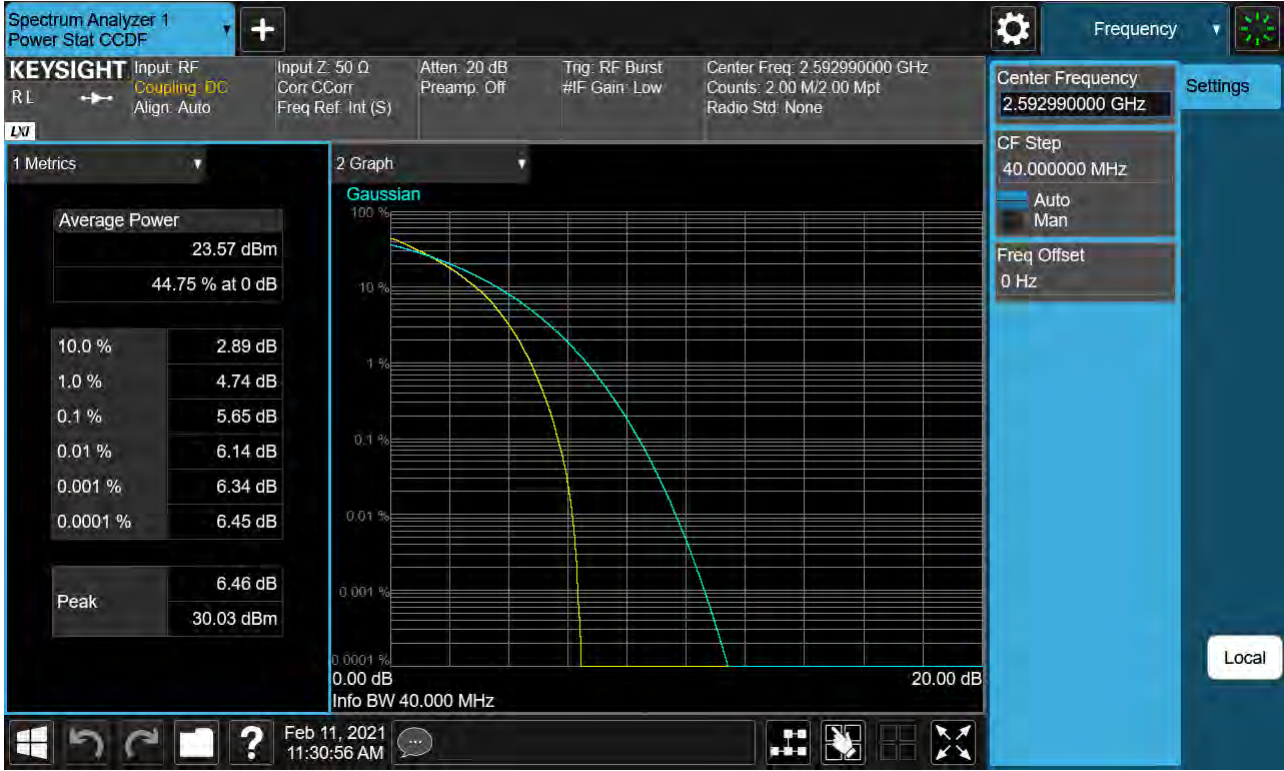 Spectrum Analyzer 1
Power Stat CCDF
Frequency
KEYSIGHT
RL
LXI
Input: RF
Coupling: DC
Align: Auto
Input Z: 50 Ω
Corr CCorr
Freq Ref: Int (S)
Atten: 20 dB
Preamp: Off
Trig: RF Burst
#IF Gain: Low
Center Freq: 2.592990000 GHz
Counts: 2.00 M/2.00 Mpt
Radio Std: None
Center Frequency
2.592990000 GHz
Settings
CF Step
40.000000 MHz
Auto
Man
Freq Offset
0 Hz
Local
1 Metrics
Average Power
23.57 dBm
44.75 % at 0 dB
10.0 % 2.89 dB
1.0 % 4.74 dB
0.1 % 5.65 dB
0.01 % 6.14 dB
0.001 % 6.34 dB
0.0001 % 6.45 dB
Peak
6.46 dB
30.03 dBm
2 Graph
Gaussian
100 %
10 %
1 %
0.1 %
0.01 %
0.001 %
0.0001 %
0.00 dB 20.00 dB
Info BW 40.000 MHz
?
Feb 11, 2021
11:30:56 AM